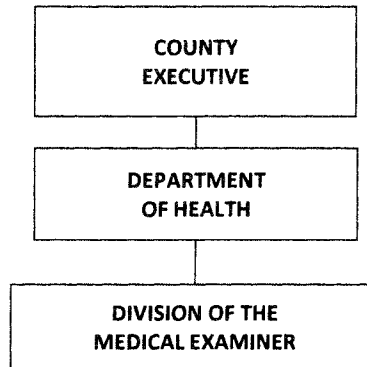 COUNTY
EXECUTIVE
DEPARTMENT
OF HEALTH
DIVISION OF THE
MEDICAL EXAMINER